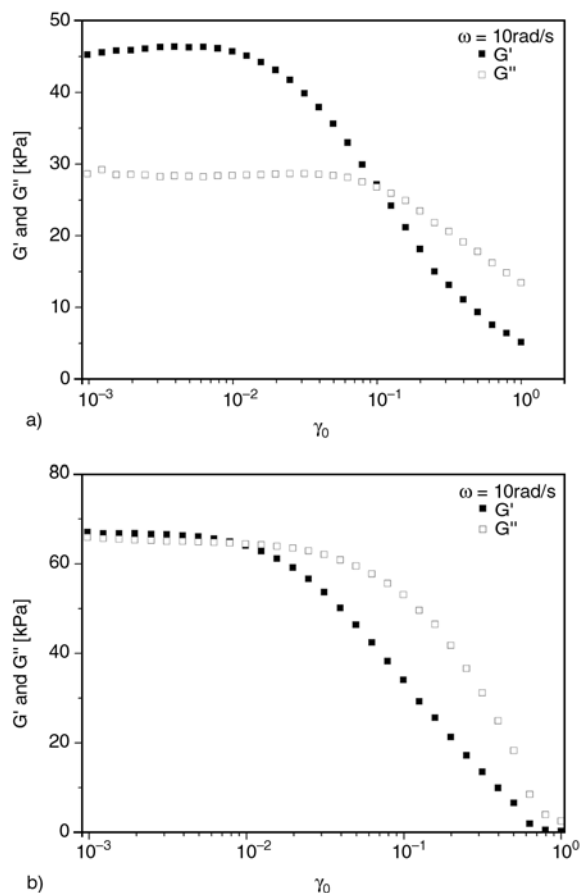 50
ω = 10rad/s
G'
G''
40
30
20
10
0
G' and G'' [kPa]
10⁻³
10⁻²
10⁻¹
10⁰
γ₀
a)
80
ω = 10rad/s
G'
G''
60
40
20
0
G' and G'' [kPa]
10⁻³
10⁻²
10⁻¹
10⁰
γ₀
b)